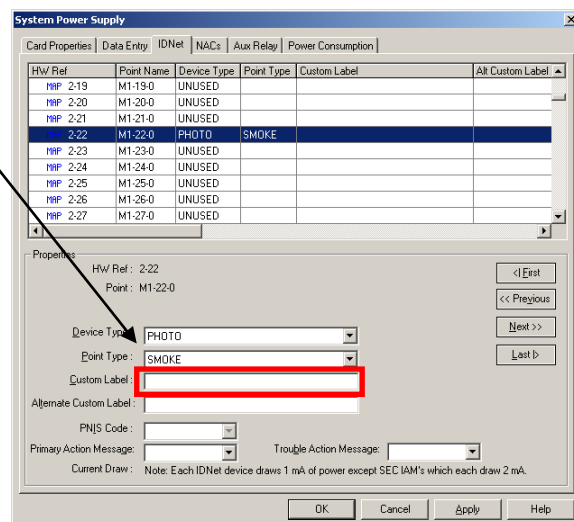 System Power Supply
Card Properties Data Entry IDNet NACs Aux Relay Power Consumption
HW Ref Point Name Device Type Point Type Custom Label Alt Custom Label
MAP 2-19 M1-19-0 UNUSED
MAP 2-20 M1-20-0 UNUSED
MAP 2-21 M1-21-0 UNUSED
2-22 M1-22-0 PHOTO SMOKE
MAP 2-23 M1-23-0 UNUSED
MAP 2-24 M1-24-0 UNUSED
MAP 2-25 M1-25-0 UNUSED
MAP 2-26 M1-26-0 UNUSED
MAP 2-27 M1-27-0 UNUSED
Properties
HW Ref : 2-22
Point : M1-22-0
<| First
<< Previous
Next >>
Last |>
Device Type : PHOTO
Point Type : SMOKE
Custom Label :
Alternate Custom Label :
PNIS Code :
Primary Action Message: Trouble Action Message:
Current Draw : Note: Each IDNet device draws 1 mA of power except SEC IAM's which each draw 2 mA.
OK Cancel Apply Help